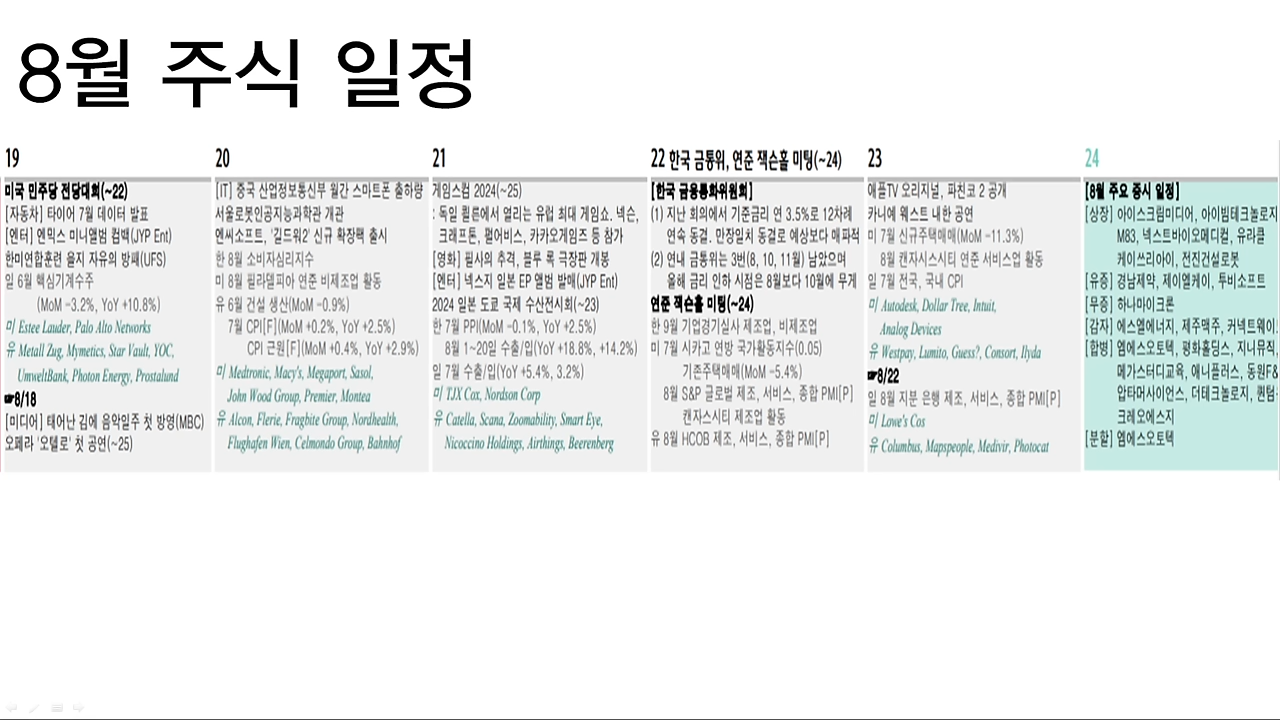 8월 주식 일정
19
미국 민주당 전당대회(~22)
[자동차] 타이어 7월 데이터 발표
[엔터] 엔믹스 미니앨범 컴백(JYP Ent)
한미연합훈련 을지 자유의 방패(UFS)
일 6월 핵심기계수주
(MoM -3.2%, YoY +10.8%)
미 Estee Lauder, Palo Alto Networks
유 Metall Zug, Mymetics, Star Vault, YOC,
UmweltBank, Photon Energy, Prostalund
☞8/18
[미디어] 태어난 김에 음악일주 첫 방영(MBC)
오페라 '오텔로' 첫 공연(~25)
20
[IT] 중국 산업정보통신부 월간 스마트폰 출하량
서울로봇인공지능과학관 개관
엔씨소프트, '길드워2' 신규 확장팩 출시
한 8월 소비자심리지수
미 8월 필라델피아 연준 비제조업 활동
유 6월 건설 생산(MoM -0.9%)
7월 CPI[F](MoM +0.2%, YoY +2.5%)
CPI 근원[F](MoM +0.4%, YoY +2.9%)
미 Medtronic, Macy's, Megaport, Sasol,
John Wood Group, Premier, Montea
유 Alcon, Flerie, Fragbite Group, Nordhealth,
Flughafen Wien, Celmondo Group, Bahnhof
21
게임스컴 2024(~25)
: 독일 쾰른에서 열리는 유럽 최대 게임쇼. 넥슨,
크래프톤, 펄어비스, 카카오게임즈 등 참가
[영화] 필사의 추격, 블루 록 극장판 개봉
[엔터] 넥스지 일본 EP 앨범 발매(JYP Ent)
2024 일본 도쿄 국제 수산전시회(~23)
한 7월 PPI(MoM -0.1%, YoY +2.5%)
8월 1~20일 수출/입(YoY +18.8%, +14.2%)
일 7월 수출/입(YoY +5.4%, 3.2%)
미 TJX Cox, Nordson Corp
유 Catella, Scana, Zoomability, Smart Eye,
Nicoccino Holdings, Airthings, Beerenberg
22 한국 금통위, 연준 잭슨홀 미팅(~24)
[한국 금융통화위원회]
(1) 지난 회의에서 기준금리 연 3.5%로 12차례
연속 동결. 만장일치 동결로 예상보다 매파적
(2) 연내 금통위는 3번(8, 10, 11월) 남았으며
올해 금리 인하 시점은 8월보다 10월에 무게
연준 잭슨홀 미팅(~24)
한 9월 기업경기실사 제조업, 비제조업
미 7월 시카고 연방 국가활동지수(0.05)
기존주택매매(MoM -5.4%)
8월 S&P 글로벌 제조, 서비스, 종합 PMI[P]
캔자스시티 제조업 활동
유 8월 HCOB 제조, 서비스, 종합 PMI[P]
23
애플TV 오리지널, 파친코 2 공개
카니예 웨스트 내한 공연
미 7월 신규주택매매(MoM -11.3%)
8월 캔자시스시티 연준 서비스업 활동
일 7월 전국, 국내 CPI
미 Autodesk, Dollar Tree, Intuit,
Analog Devices
유 Westpay, Lumito, Guess?, Consort, Ilyda
☞8/22
일 8월 지분 은행 제조, 서비스, 종합 PMI[P]
미 Lowe's Cos
유 Columbus, Mapspeople, Medivir, Photocat
24
[8월 주요 증시 일정]
[상장] 아이스크림미디어, 아이빔테크놀로지
M83, 넥스트바이오메디컬, 유라클
케이쓰리아이, 전진건설로봇
[유증] 경남제약, 제이엘케이, 투비소프트
[무증] 하나마이크론
[감자] 에스엘에너지, 제주맥주, 커넥트웨이
[합병] 엠에스오토텍, 평화홀딩스, 지니뮤직,
메가스터디교육, 애니플러스, 동원F&
압타머사이언스, 더테크놀로지, 퀀텀
크레오에스지
[분할] 엠에스오토텍